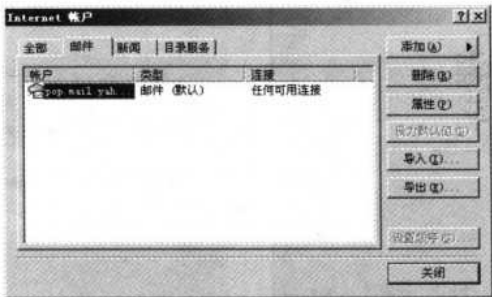 Internet 帐户
全部 邮件 新闻 目录服务
添加(A)
帐户 类型 连接
pop.mail.yah... 邮件 (默认) 任何可用连接
删除(R)
属性(P)
设为默认值(D)
导入(I)...
导出(E)...
设置顺序(S)...
关闭